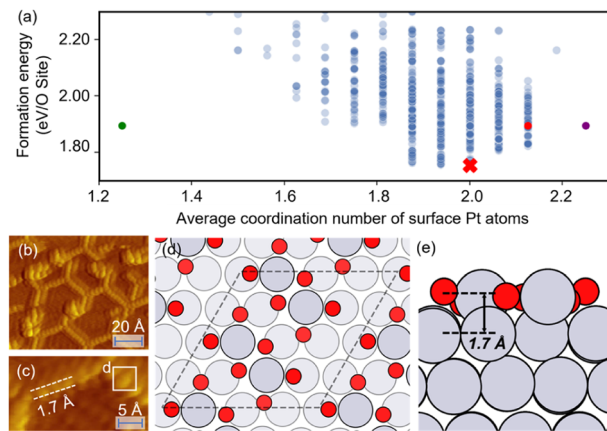 (a)
Formation energy
(eV/O Site)
2.20
2.00
1.80
1.2
1.4
1.6
1.8
2.0
2.2
Average coordination number of surface Pt atoms
(b)
20 Å
(c)
d
1.7 Å
5 Å
(d)
(e)
1.7 Å